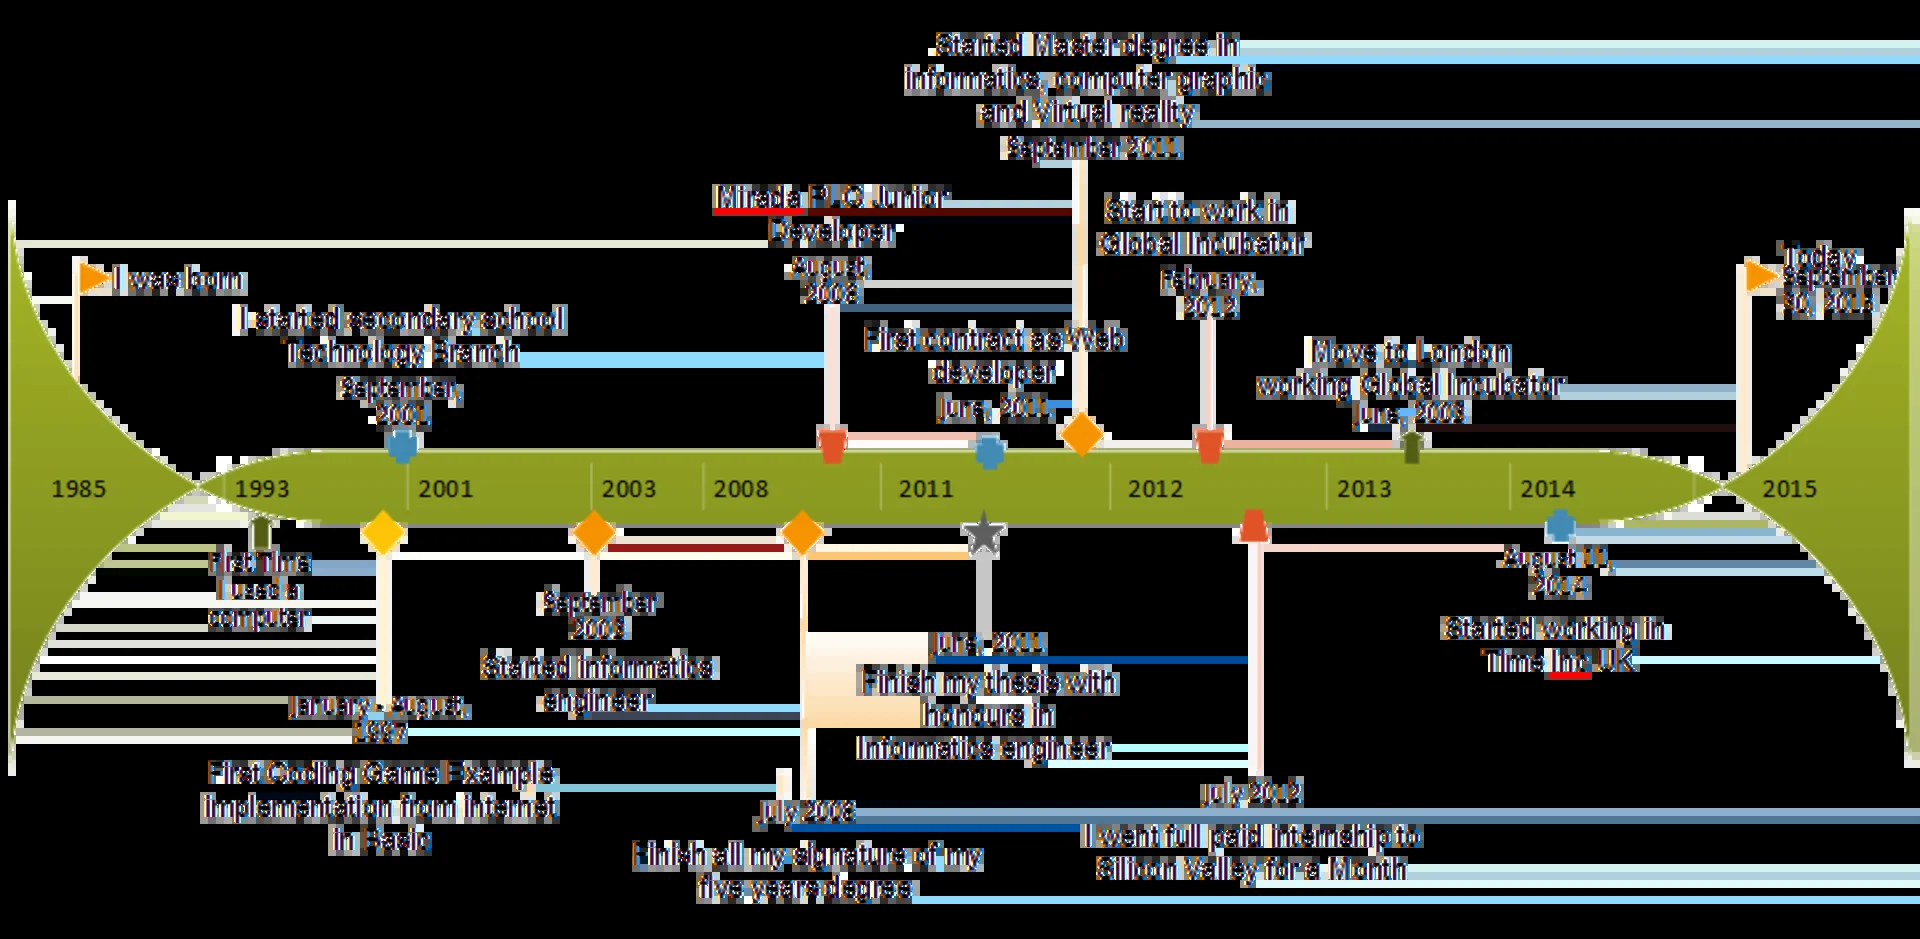 Started Master degree in
informatics, computer graphic
and Virtual reality
September 2011
Mirada PLC Junior
Developer
August,
2008
Start to work in
Global Incubator
February,
2012
I was born
Today
September
30,
I started secondary school
Technology Branch
September,
2001
First contract as Web
developer
June, 2011
Move to London
working Global Incubator
June,
1985
1993
2001
2003
2008
2011
2012
2013
2014
2015
First time
I used a
computer
January - August,
1997
First Coding Game Example
implementation from internet
in Basic
September
2003
Started informatics
engineer
July 2008
Finish all my signature of my
five years degree
June, 2011
Finish my thesis with
honours in
Informatics engineer
July 2012
I went full paid internship to
Silicon Valley for a Month
August 11,
2014
Started working in
Time Inc UK